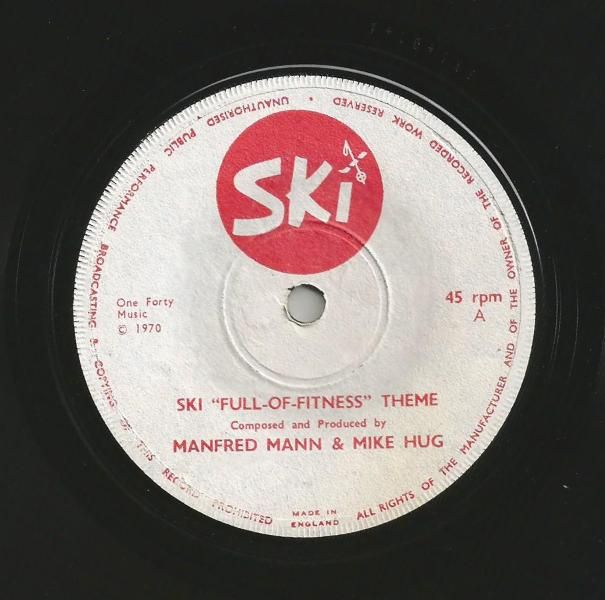 SKi
One Forty
Music
© 1970
45 rpm
A
SKI "FULL-OF-FITNESS" THEME
Composed and Produced by
MANFRED MANN & MIKE HUG
MADE IN
ENGLAND
ALL RIGHTS OF THE MANUFACTURER AND OF THE OWNER OF THE RECORDED WORK RESERVED • UNAUTHORISED PUBLIC PERFORMANCE BROADCASTING & COPYING OF THIS RECORD PROHIBITED